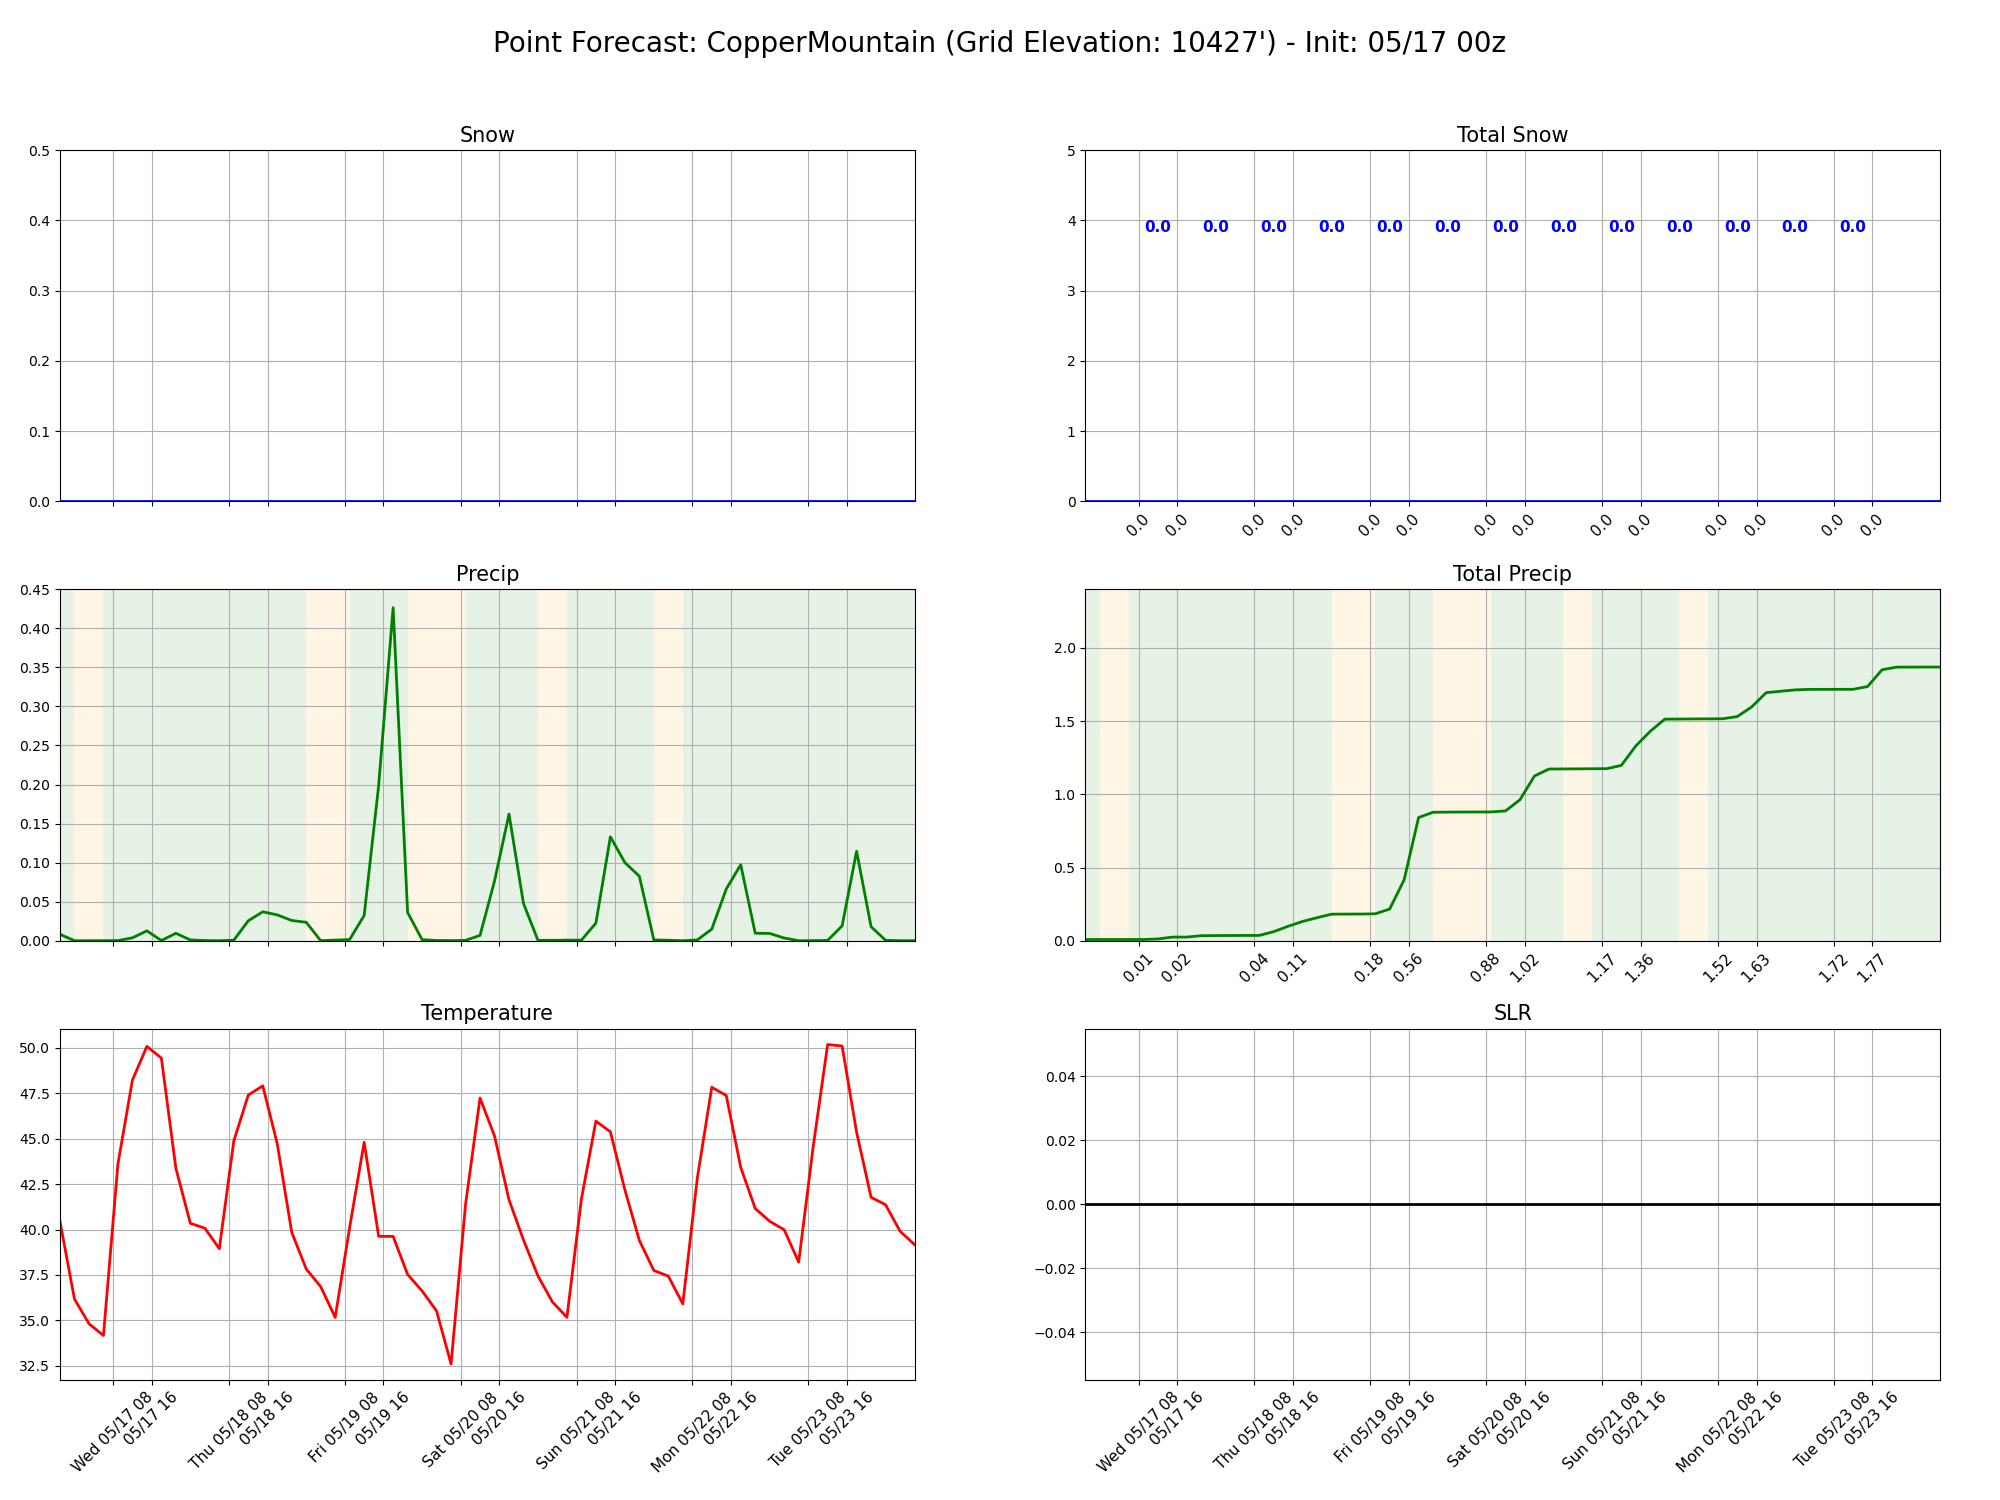 Point Forecast: CopperMountain (Grid Elevation: 10427') - Init: 05/17 00z
Snow
0.5
0.4
0.3
0.2
0.1
0.0
Total Snow
5
4
3
2
1
0
0.0 0.0 0.0 0.0 0.0 0.0 0.0 0.0 0.0 0.0 0.0 0.0 0.0
0.0 0.0 0.0 0.0 0.0 0.0 0.0 0.0 0.0 0.0 0.0 0.0 0.0 0.0
Precip
0.45
0.40
0.35
0.30
0.25
0.20
0.15
0.10
0.05
0.00
Total Precip
2.0
1.5
1.0
0.5
0.0
0.01 0.02 0.04 0.11 0.18 0.56 0.88 1.02 1.17 1.36 1.52 1.63 1.72 1.77
Temperature
50.0
47.5
45.0
42.5
40.0
37.5
35.0
32.5
Wed 05/17 08
05/17 16
Thu 05/18 08
05/18 16
Fri 05/19 08
05/19 16
Sat 05/20 08
05/20 16
Sun 05/21 08
05/21 16
Mon 05/22 08
05/22 16
Tue 05/23 08
05/23 16
SLR
0.04
0.02
0.00
−0.02
−0.04
Wed 05/17 08
05/17 16
Thu 05/18 08
05/18 16
Fri 05/19 08
05/19 16
Sat 05/20 08
05/20 16
Sun 05/21 08
05/21 16
Mon 05/22 08
05/22 16
Tue 05/23 08
05/23 16